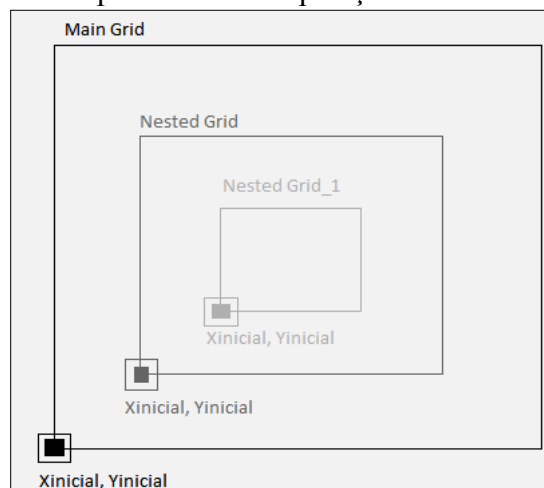 Main Grid
Nested Grid
Nested Grid_1
Xinicial, Yinicial
Xinicial, Yinicial
Xinicial, Yinicial